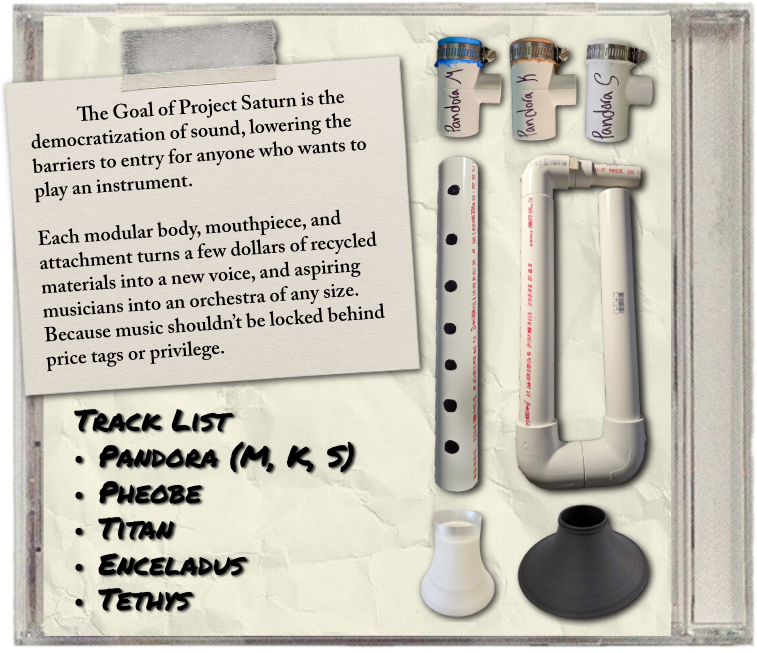 The Goal of Project Saturn is the
democratization of sound, lowering the
barriers to entry for anyone who wants to
play an instrument.
Each modular body, mouthpiece, and
attachment turns a few dollars of recycled
materials into a new voice, and aspiring
musicians into an orchestra of any size.
Because music shouldn't be locked behind
price tags or privilege.
Track List
• Pandora (M, K, S)
• Pheobe
• Titan
• Enceladus
• Tethys
Pandora M
Pandora K
Pandora S
MADE IN